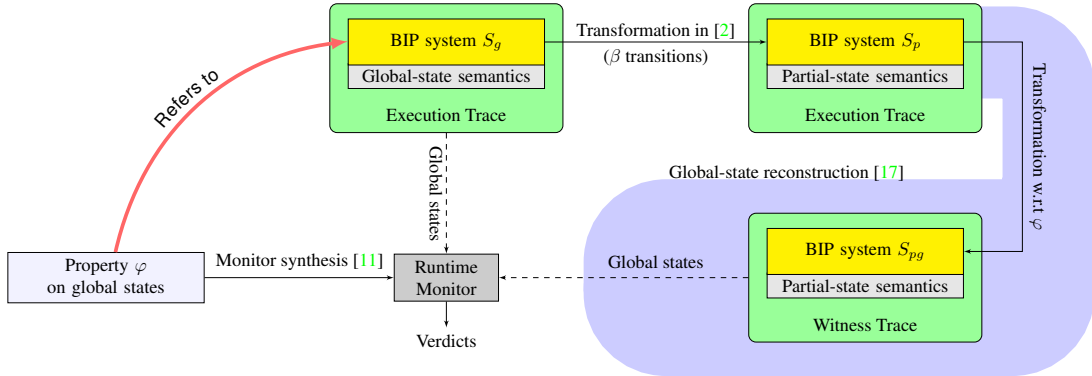 BIP system S_g
Global-state semantics
Execution Trace
Transformation in [2]
(β transitions)
BIP system S_p
Partial-state semantics
Execution Trace
Refers to
Global states
Transformation w.r.t φ
Global-state reconstruction [17]
Property φ
on global states
Monitor synthesis [11]
Runtime
Monitor
Verdicts
Global states
BIP system S_pg
Partial-state semantics
Witness Trace